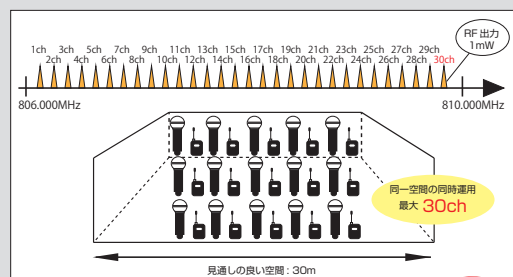 1ch 3ch 5ch 7ch 9ch 11ch 13ch 15ch 17ch 19ch 21ch 23ch 25ch 27ch 29ch
2ch 4ch 6ch 8ch 10ch 12ch 14ch 16ch 18ch 20ch 22ch 24ch 26ch 28ch 30ch
RF 出力
1mW
806.000MHz
810.000MHz
同一空間の同時運用
最大 30ch
見通しの良い空間 : 30m